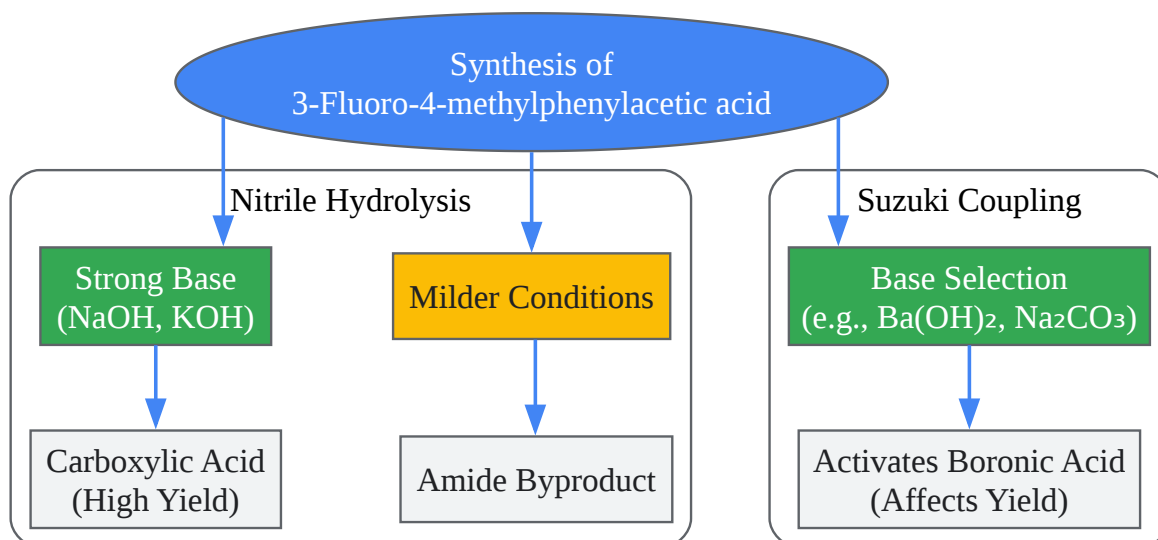 Synthesis of
3-Fluoro-4-methylphenylacetic acid
Nitrile Hydrolysis
Suzuki Coupling
Strong Base
(NaOH, KOH)
Milder Conditions
Base Selection
(e.g., Ba(OH)₂, Na₂CO₃)
Carboxylic Acid
(High Yield)
Amide Byproduct
Activates Boronic Acid
(Affects Yield)